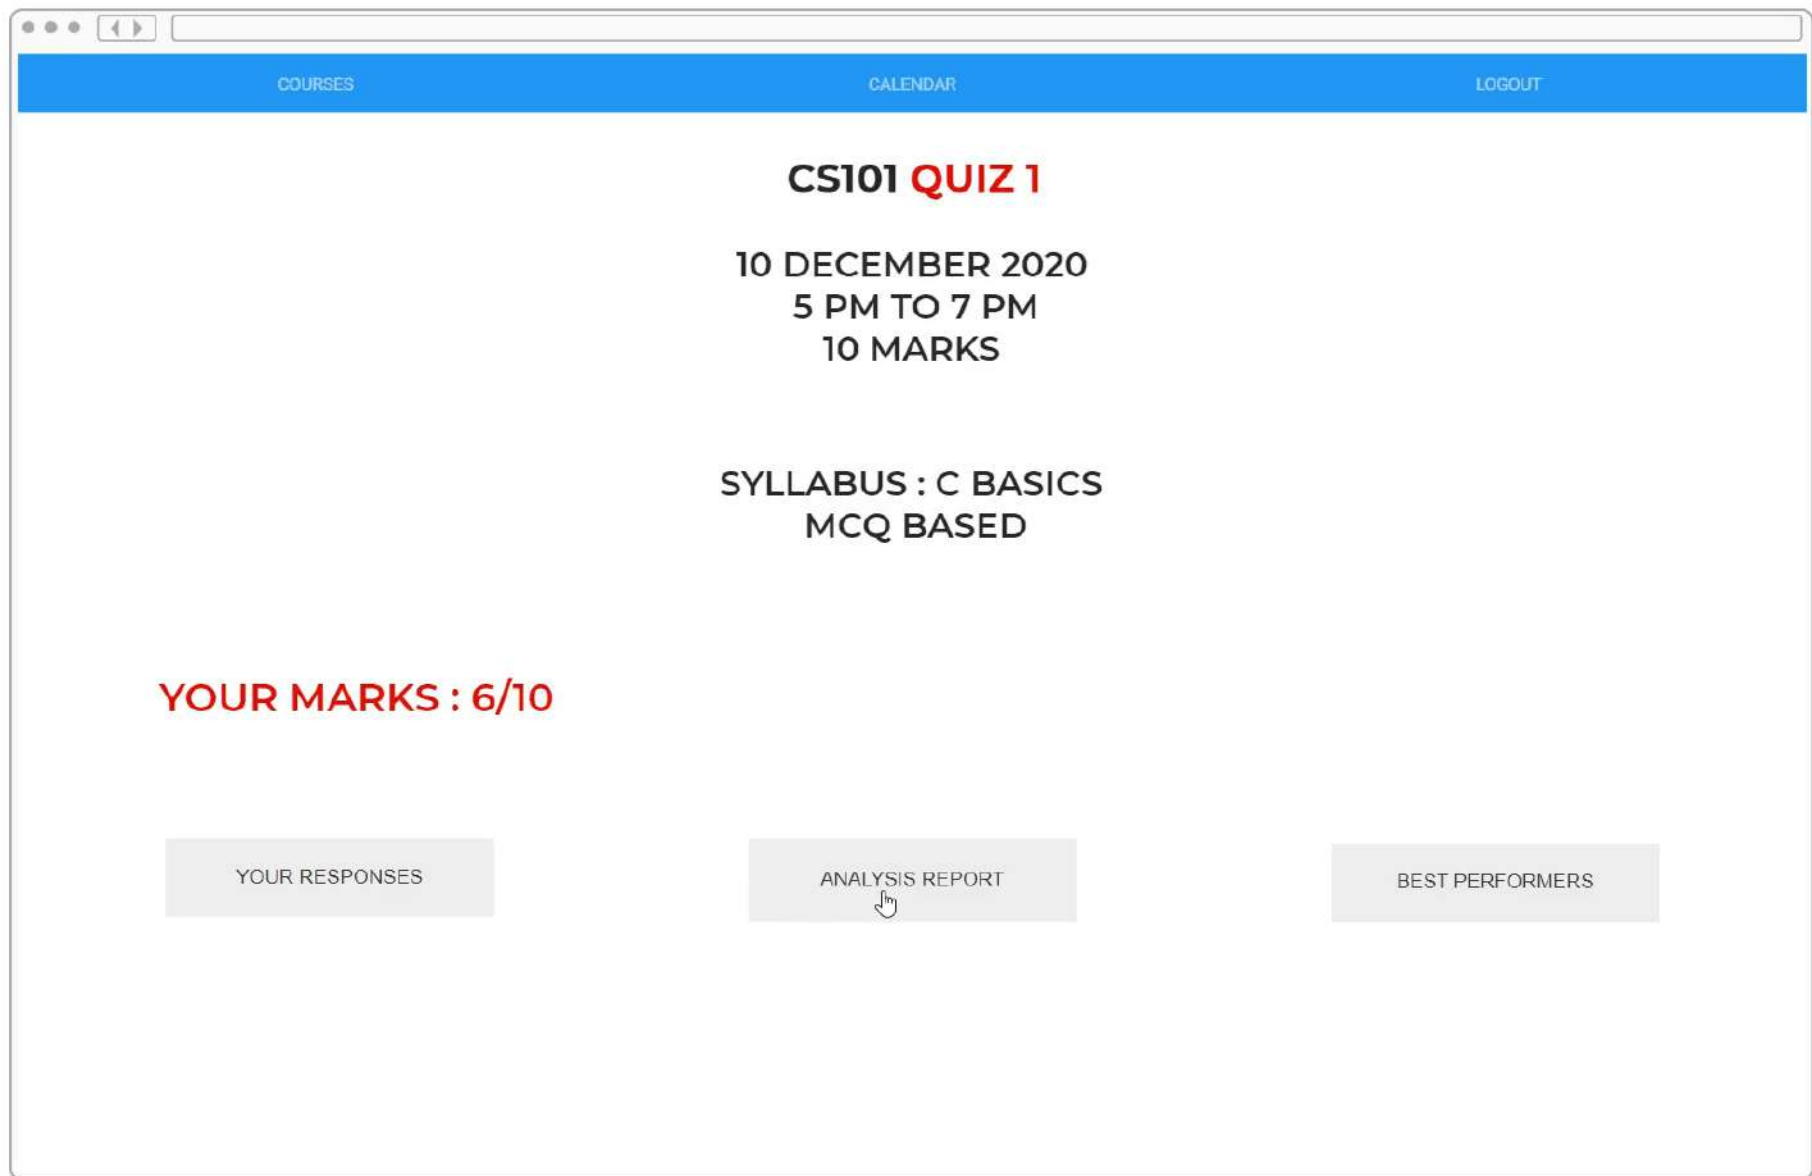 COURSES CALENDAR LOGOUT
CS101 QUIZ 1
10 DECEMBER 2020
5 PM TO 7 PM
10 MARKS
SYLLABUS : C BASICS
MCQ BASED
YOUR MARKS : 6/10
YOUR RESPONSES ANALYSIS REPORT BEST PERFORMERS